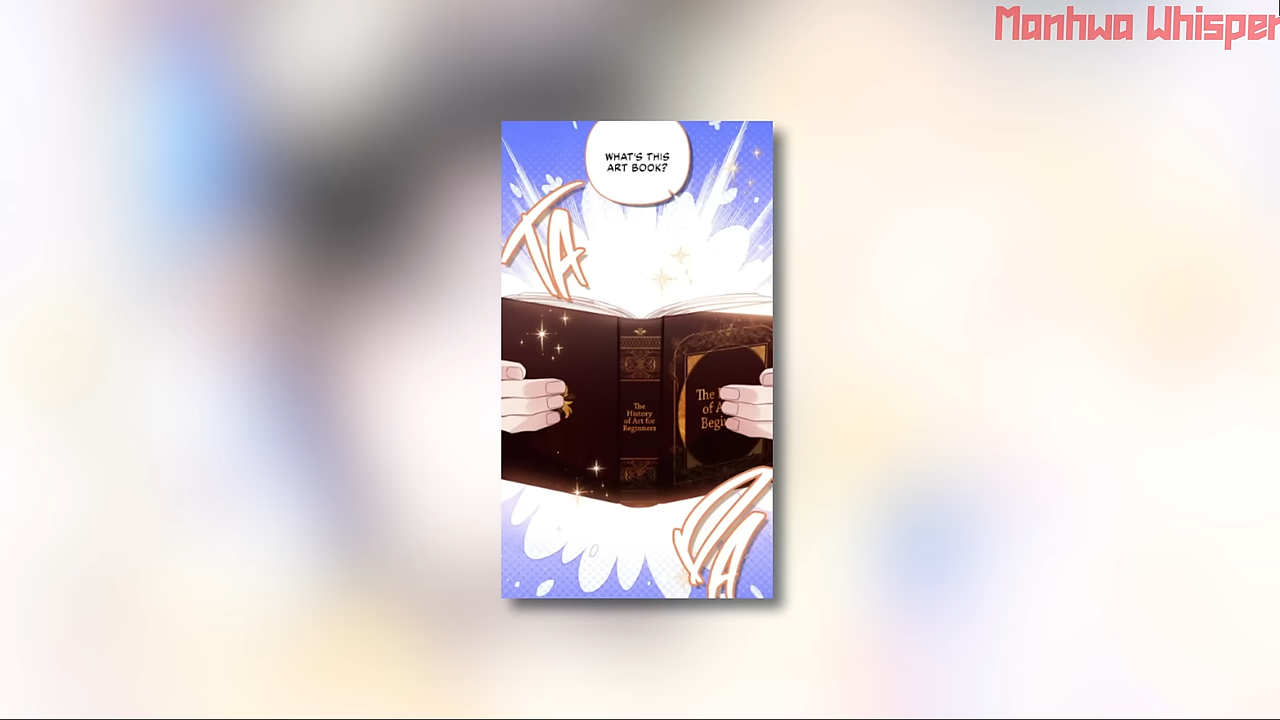 Manhwa Whisper
WHAT'S THIS
ART BOOK?
TA
DA
The
History
of Art for
Beginners
The
of A
Begi